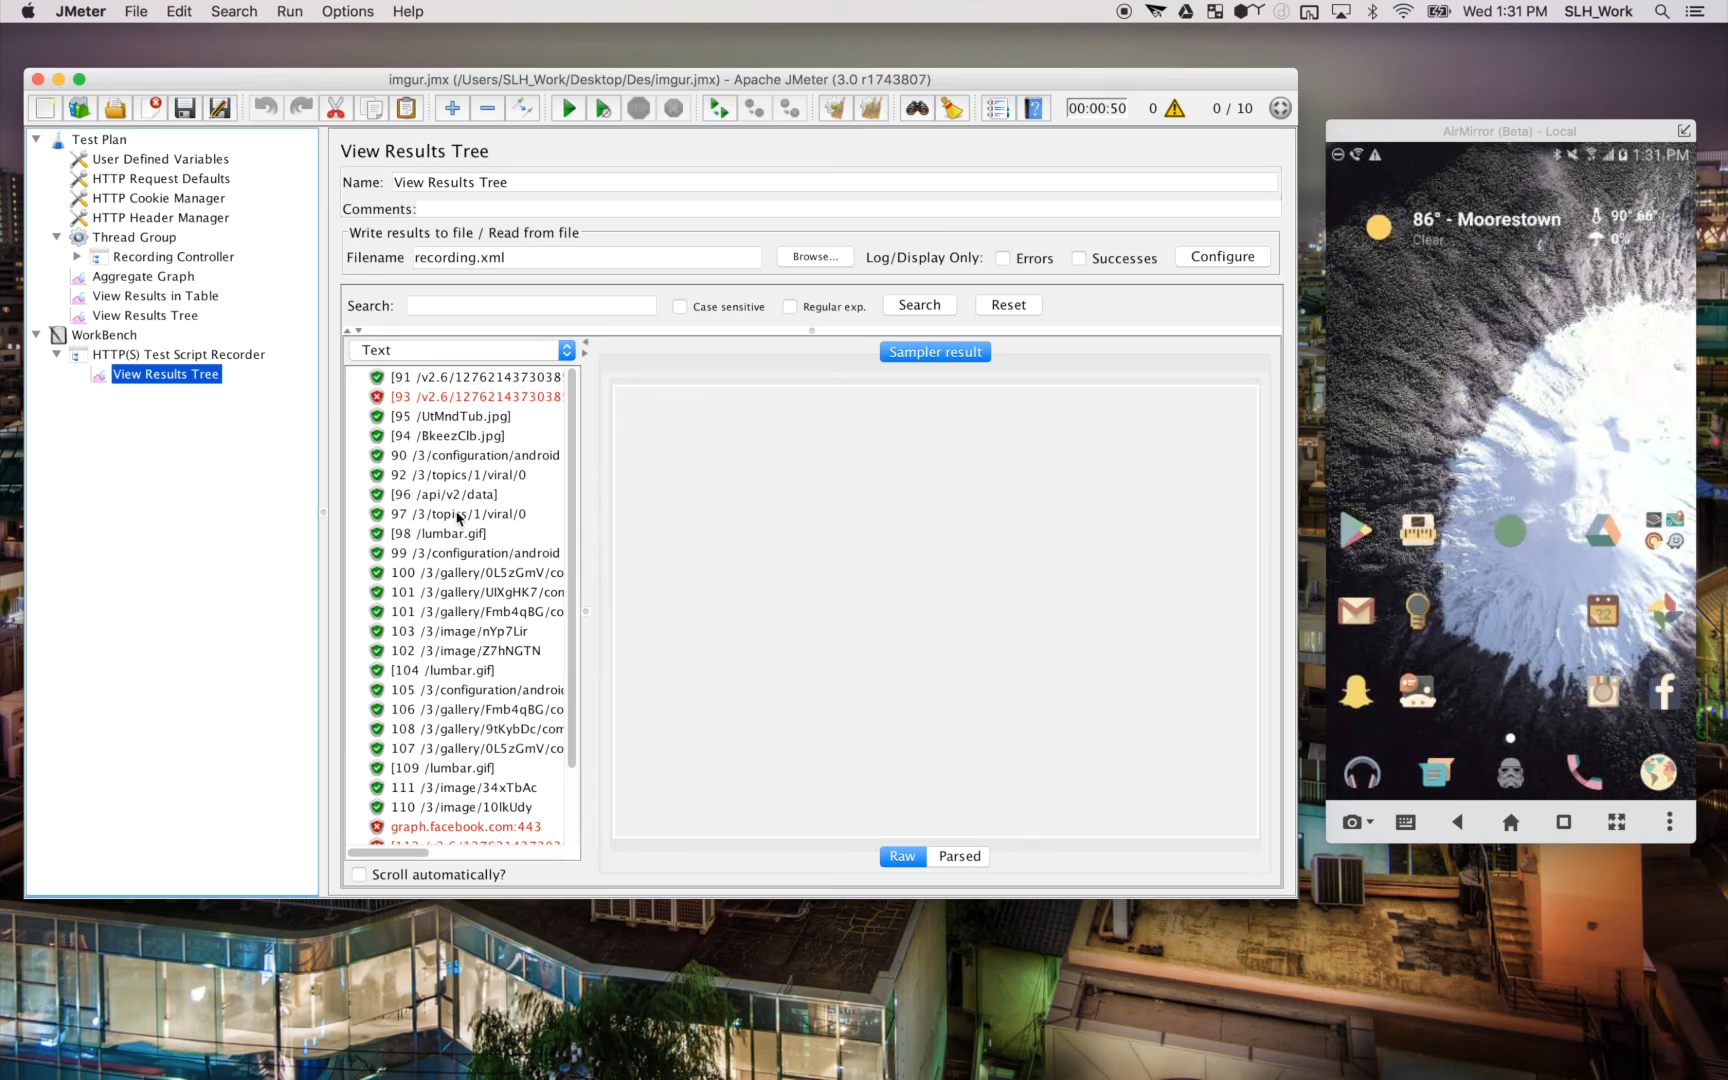 JMeter File Edit Search Run Options Help
Wed 1:31 PM SLH_Work
imgur.jmx (/Users/SLH_Work/Desktop/Des/imgur.jmx) - Apache JMeter (3.0 r1743807)
00:00:50 0 0 / 10
Test Plan
User Defined Variables
HTTP Request Defaults
HTTP Cookie Manager
HTTP Header Manager
Thread Group
Recording Controller
Aggregate Graph
View Results in Table
View Results Tree
WorkBench
HTTP(S) Test Script Recorder
View Results Tree
View Results Tree
Name: View Results Tree
Comments:
Write results to file / Read from file
Filename recording.xml Browse... Log/Display Only: Errors Successes Configure
Search: Case sensitive Regular exp. Search Reset
Text
Sampler result
[91 /v2.6/12762143730385
[93 /v2.6/12762143730385
[95 /UtMndTub.jpg]
[94 /BkeezClb.jpg]
90 /3/configuration/android
92 /3/topics/1/viral/0
[96 /api/v2/data]
97 /3/topics/1/viral/0
[98 /lumbar.gif]
99 /3/configuration/android
100 /3/gallery/0L5zGmV/co
101 /3/gallery/UlXgHK7/con
101 /3/gallery/Fmb4qBG/co
103 /3/image/nYp7Lir
102 /3/image/Z7hNGTN
[104 /lumbar.gif]
105 /3/configuration/androi
106 /3/gallery/Fmb4qBG/co
108 /3/gallery/9tKybDc/com
107 /3/gallery/0L5zGmV/co
[109 /lumbar.gif]
111 /3/image/34xTbAc
110 /3/image/10lkUdy
graph.facebook.com:443
Raw Parsed
Scroll automatically?
AirMirror (Beta) - Local
1:31 PM
86° - Moorestown
Clear
90° 66°
0%
22